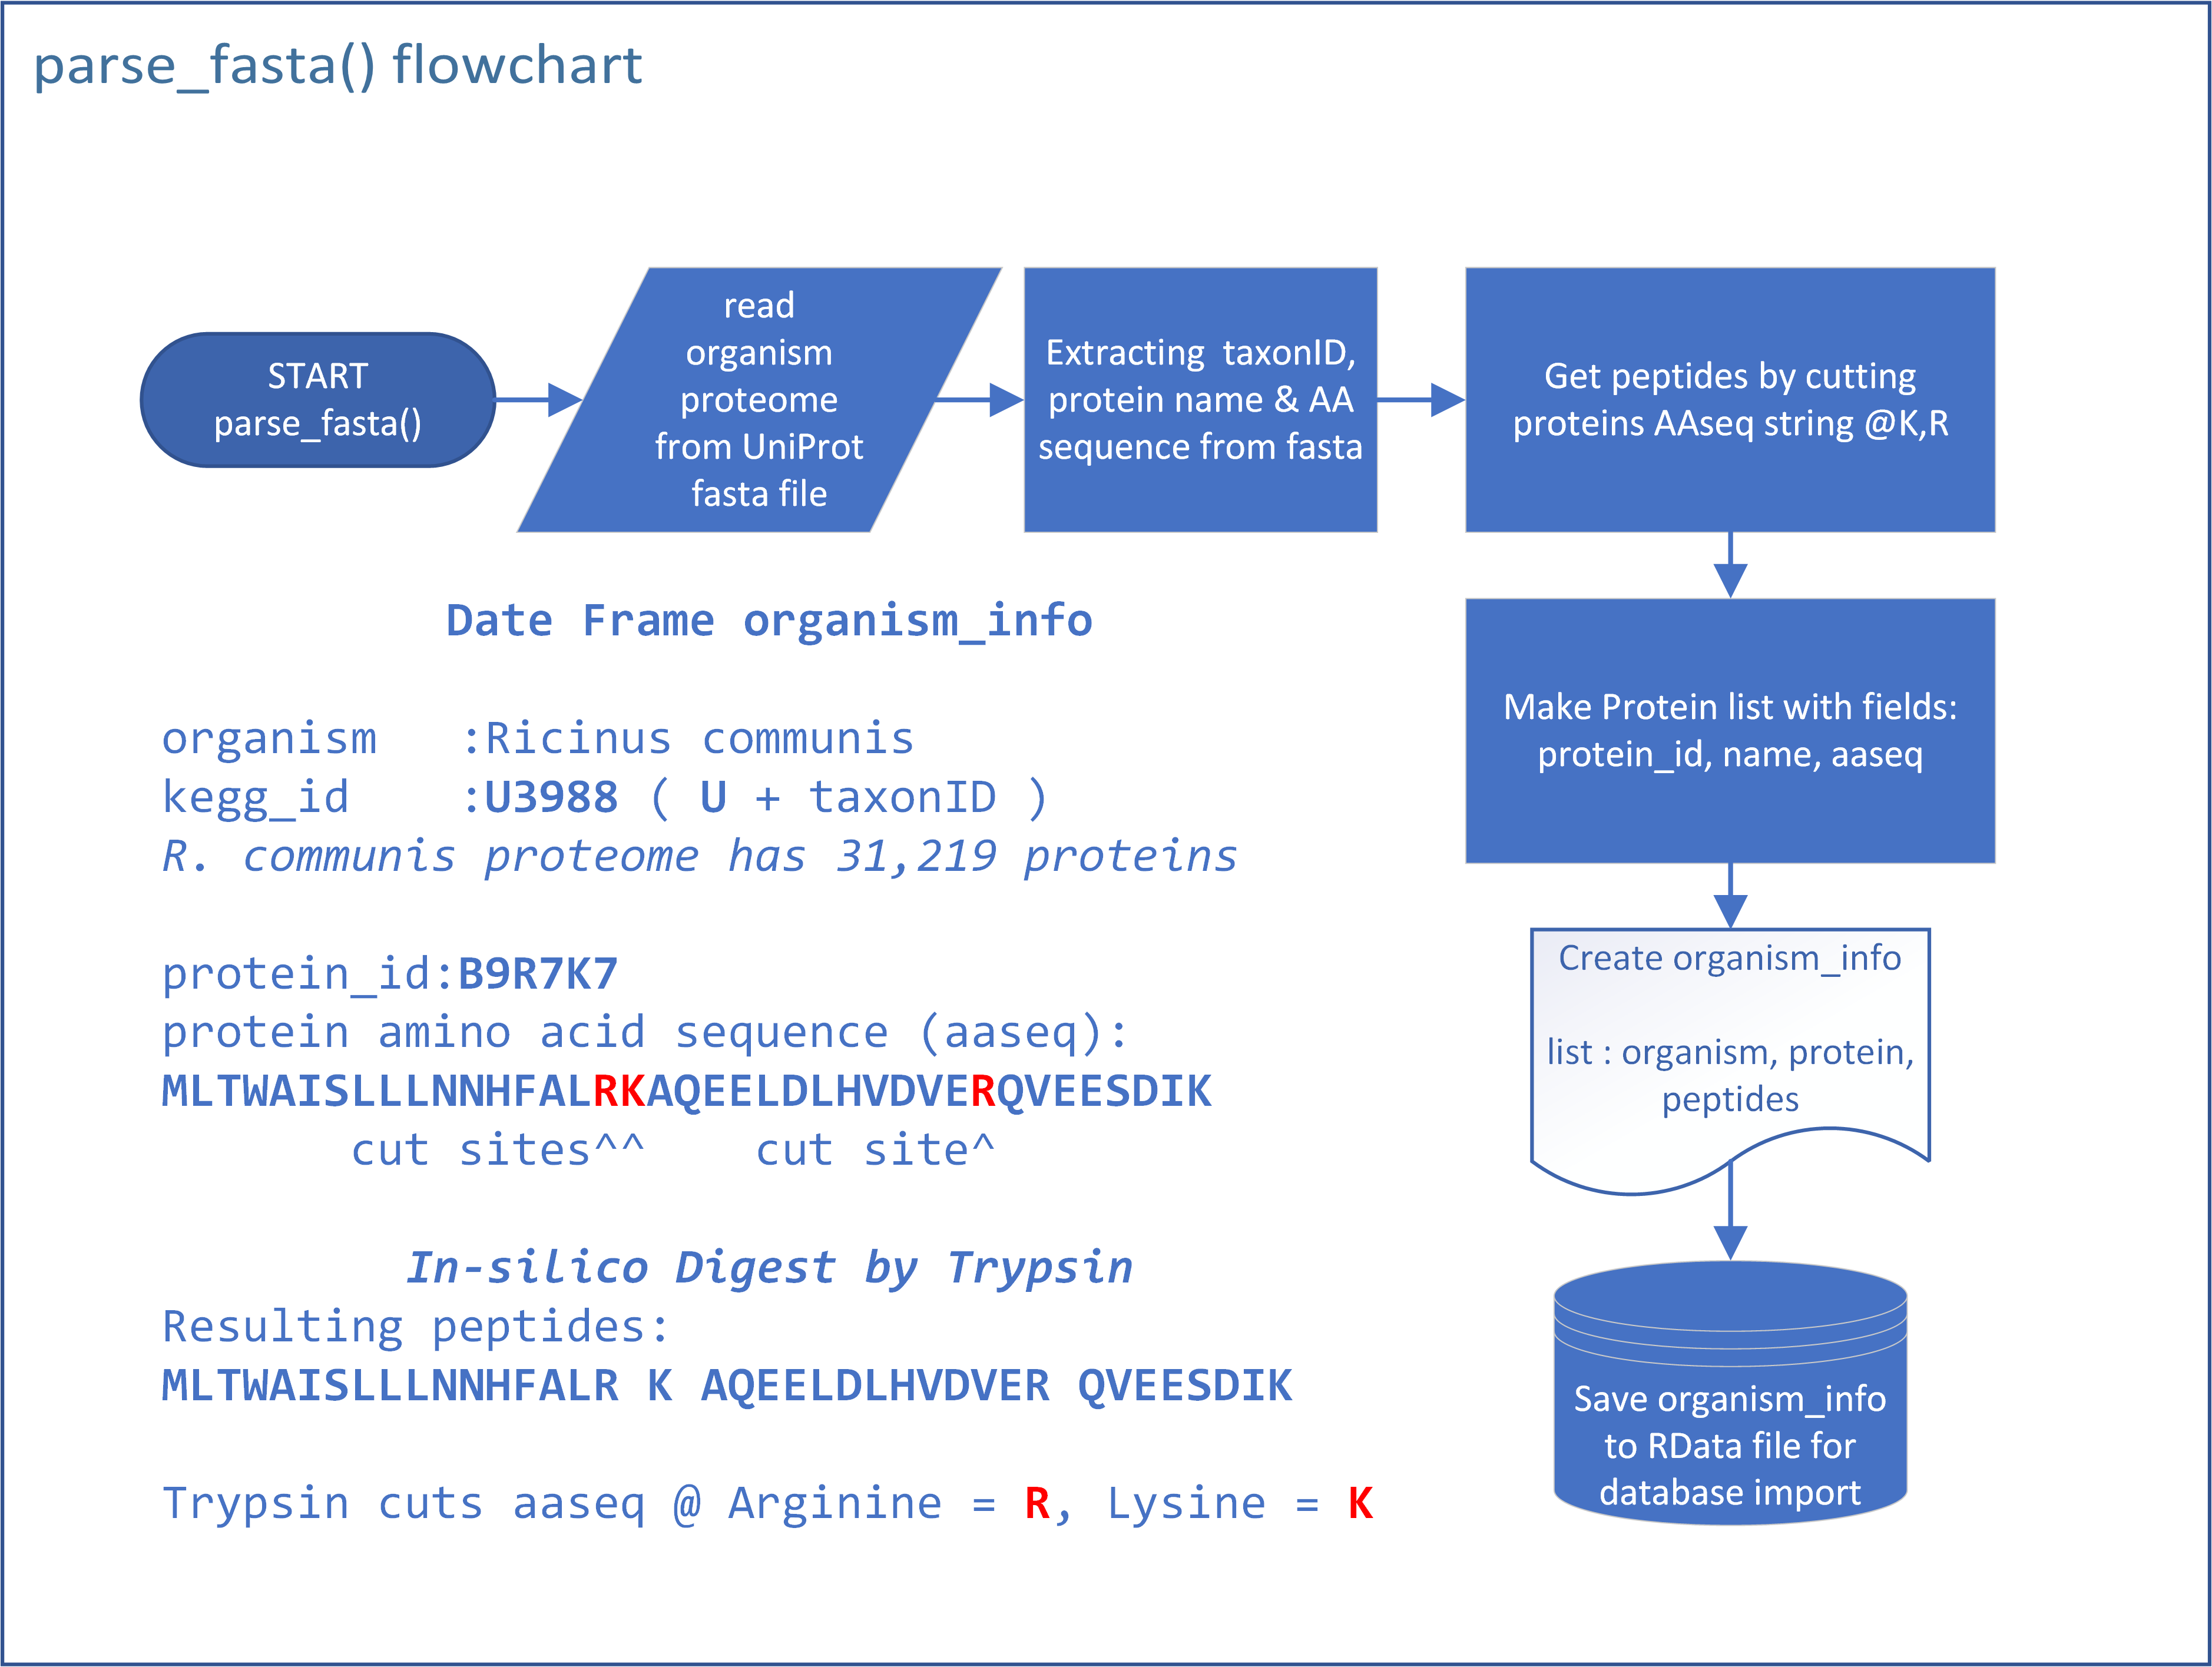 parse_fasta() flowchart
START
parse_fasta()
read
organism
proteome
from UniProt
fasta file
Extracting taxonID,
protein name & AA
sequence from fasta
Get peptides by cutting
proteins AAseq string @K,R
Make Protein list with fields:
protein_id, name, aaseq
Create organism_info
list : organism, protein,
peptides
Save organism_info
to RData file for
database import
Date Frame organism_info
organism :Ricinus communis
kegg_id :U3988 ( U + taxonID )
R. communis proteome has 31,219 proteins
protein_id:B9R7K7
protein amino acid sequence (aaseq):
MLTWAISLLLNNHFALRKAQEELDLHVDVERQVEESDIK
cut sites^^ cut site^
In-silico Digest by Trypsin
Resulting peptides:
MLTWAISLLLNNHFALR K AQEELDLHVDVER QVEESDIK
Trypsin cuts aaseq @ Arginine = R, Lysine = K